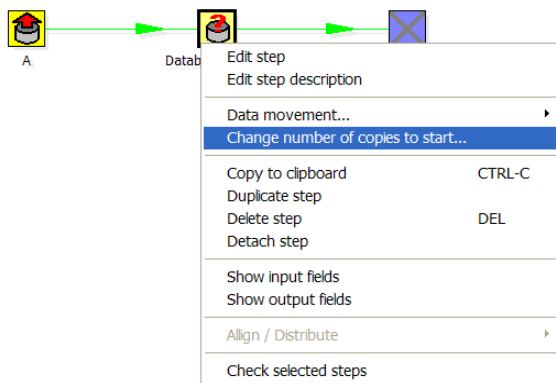 A
Datab
Edit step
Edit step description
Data movement...
Change number of copies to start...
Copy to clipboard CTRL-C
Duplicate step
Delete step DEL
Detach step
Show input fields
Show output fields
Align / Distribute
Check selected steps